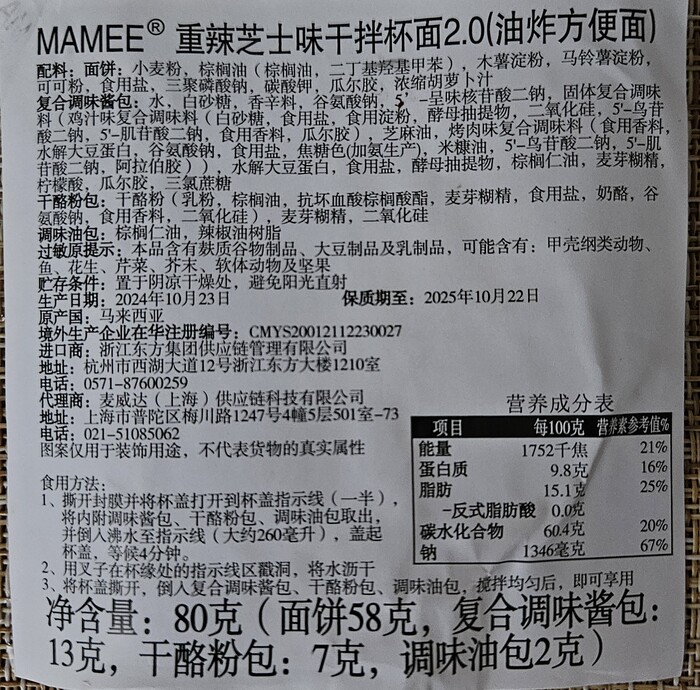 MAMEE® 重辣芝士味干拌杯面2.0(油炸方便面)
配料：面饼：小麦粉，棕榈油（棕榈油，二丁基羟基甲苯），木薯淀粉，马铃薯淀粉，
可可粉，食用盐，三聚磷酸钠，碳酸钾，瓜尔胶，浓缩胡萝卜汁
复合调味酱包：水，白砂糖，香辛料，谷氨酸钠，5’-呈味核苷酸二钠，固体复合调味
料（鸡汁味复合调味料（白砂糖，食用盐，食用淀粉，酵母抽提物，二氧化硅，5'-鸟苷
酸二钠，5'-肌苷酸二钠，食用香料，瓜尔胶），芝麻油，烤肉味复合调味料（食用香料，
水解大豆蛋白，谷氨酸钠，食用盐，焦糖色(加氨生产)，米糠油，5'-鸟苷酸二钠，5'-肌
苷酸二钠，阿拉伯胶）），水解大豆蛋白，食用盐，酵母抽提物，棕榈仁油，麦芽糊精，
柠檬酸，瓜尔胶，三氯蔗糖
干酪粉包：干酪粉（乳粉，棕榈油，抗坏血酸棕榈酸酯，麦芽糊精，食用盐，奶酪，谷
氨酸钠，食用香料，二氧化硅），麦芽糊精，二氧化硅
调味油包：棕榈仁油，辣椒油树脂
过敏原提示：本品含有麸质谷物制品、大豆制品及乳制品，可能含有：甲壳纲类动物、
鱼、花生、芹菜、芥末、软体动物及坚果
贮存条件：置于阴凉干燥处，避免阳光直射
生产日期：2024年10月23日 保质期至：2025年10月22日
原产国：马来西亚
境外生产企业在华注册编号：CMYS20012112230027
进口商：浙江东方集团供应链管理有限公司
地址：杭州市西湖大道12号浙江东方大楼1210室
电话：0571-87600259
代理商：麦威达（上海）供应链科技有限公司
地址：上海市普陀区梅川路1247号4幢5层501室-73
电话：021-51085062
图案仅用于装饰用途，不代表货物的真实属性
营养成分表
项目 每100克 营养素参考值%
能量 1752千焦 21%
蛋白质 9.8克 16%
脂肪 15.1克 25%
-反式脂肪酸 0.0克
碳水化合物 60.4克 20%
钠 1346毫克 67%
食用方法：
1、撕开封膜并将杯盖打开到杯盖指示线（一半），
将内附调味酱包、干酪粉包、调味油包取出，
并倒入沸水至指示线（大约260毫升），盖起
杯盖，等候4分钟。
2、用叉子在杯缘处的指示线区戳洞，将水沥干
3、将杯盖撕开，倒入复合调味酱包、干酪粉包、调味油包，搅拌均匀后，即可享用
净含量：80克（面饼58克，复合调味酱包：
13克，干酪粉包：7克，调味油包2克）